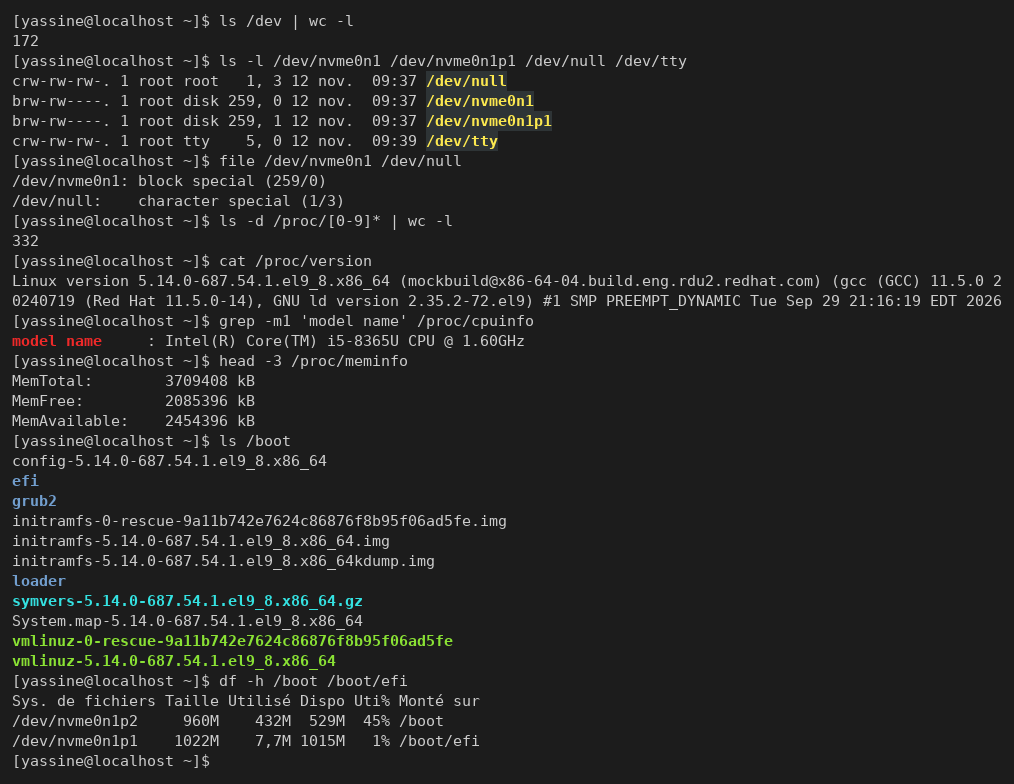 [yassine@localhost ~]$ ls /dev | wc -l
172
[yassine@localhost ~]$ ls -l /dev/nvme0n1 /dev/nvme0n1p1 /dev/null /dev/tty
crw-rw-rw-. 1 root root   1, 3 12 nov.  09:37 /dev/null
brw-rw----. 1 root disk 259, 0 12 nov.  09:37 /dev/nvme0n1
brw-rw----. 1 root disk 259, 1 12 nov.  09:37 /dev/nvme0n1p1
crw-rw-rw-. 1 root tty    5, 0 12 nov.  09:39 /dev/tty
[yassine@localhost ~]$ file /dev/nvme0n1 /dev/null
/dev/nvme0n1: block special (259/0)
/dev/null:    character special (1/3)
[yassine@localhost ~]$ ls -d /proc/[0-9]* | wc -l
332
[yassine@localhost ~]$ cat /proc/version
Linux version 5.14.0-687.54.1.el9_8.x86_64 (mockbuild@x86-64-04.build.eng.rdu2.redhat.com) (gcc (GCC) 11.5.0 2
0240719 (Red Hat 11.5.0-14), GNU ld version 2.35.2-72.el9) #1 SMP PREEMPT_DYNAMIC Tue Sep 29 21:16:19 EDT 2026
[yassine@localhost ~]$ grep -m1 'model name' /proc/cpuinfo
model name     : Intel(R) Core(TM) i5-8365U CPU @ 1.60GHz
[yassine@localhost ~]$ head -3 /proc/meminfo
MemTotal:        3709408 kB
MemFree:         2085396 kB
MemAvailable:    2454396 kB
[yassine@localhost ~]$ ls /boot
config-5.14.0-687.54.1.el9_8.x86_64
efi
grub2
initramfs-0-rescue-9a11b742e7624c86876f8b95f06ad5fe.img
initramfs-5.14.0-687.54.1.el9_8.x86_64.img
initramfs-5.14.0-687.54.1.el9_8.x86_64kdump.img
loader
symvers-5.14.0-687.54.1.el9_8.x86_64.gz
System.map-5.14.0-687.54.1.el9_8.x86_64
vmlinuz-0-rescue-9a11b742e7624c86876f8b95f06ad5fe
vmlinuz-5.14.0-687.54.1.el9_8.x86_64
[yassine@localhost ~]$ df -h /boot /boot/efi
Sys. de fichiers Taille Utilisé Dispo Uti% Monté sur
/dev/nvme0n1p2     960M    432M  529M  45% /boot
/dev/nvme0n1p1    1022M    7,7M 1015M   1% /boot/efi
[yassine@localhost ~]$